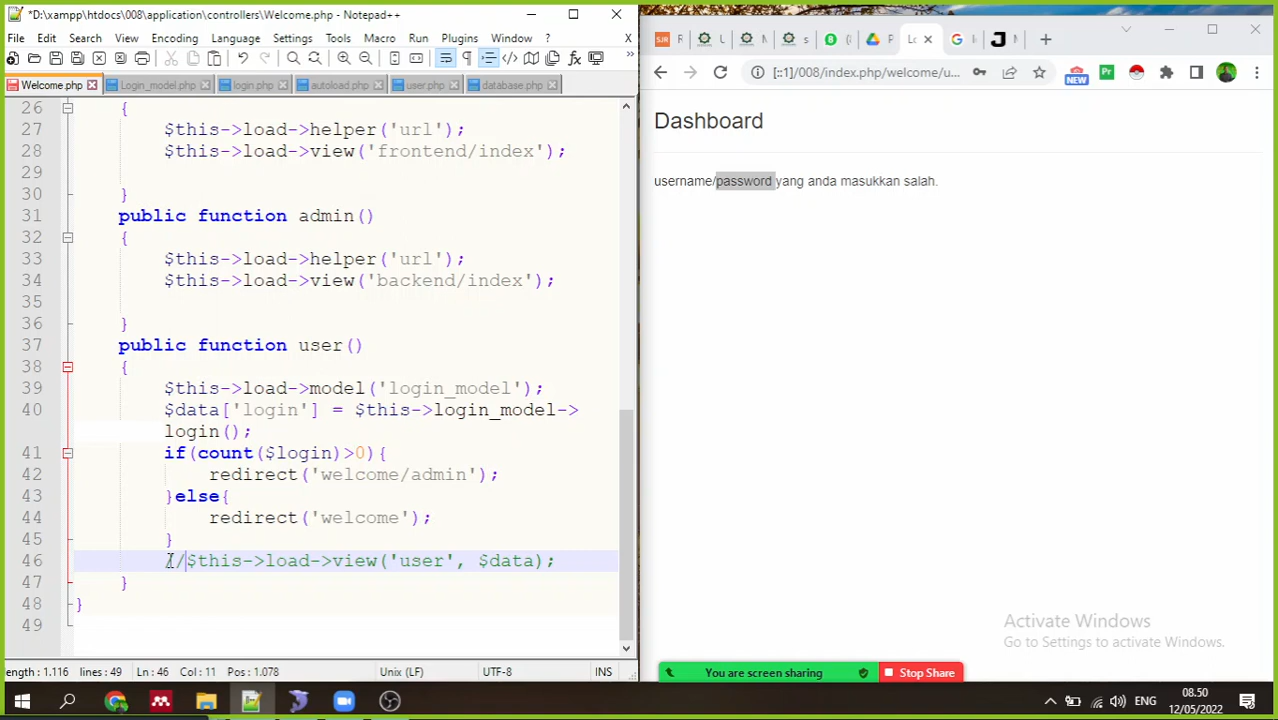 *D:\xampp\htdocs\008\application\controllers\Welcome.php - Notepad++
File Edit Search View Encoding Language Settings Tools Macro Run Plugins Window ? X
Welcome.php Login_model.php login.php autoload.php user.php database.php
26 {
27 $this->load->helper('url');
28 $this->load->view('frontend/index');
29
30 }
31 public function admin()
32 {
33 $this->load->helper('url');
34 $this->load->view('backend/index');
35
36 }
37 public function user()
38 {
39 $this->load->model('login_model');
40 $data['login'] = $this->login_model->
login();
41 if(count($login)>0){
42 redirect('welcome/admin');
43 }else{
44 redirect('welcome');
45 }
46 //$this->load->view('user', $data);
47 }
48 }
49
ength : 1.116 lines : 49 Ln : 46 Col : 11 Pos : 1.078 Unix (LF) UTF-8 INS
[::1]/008/index.php/welcome/u...
NEW
Pr
Dashboard
username/password yang anda masukkan salah.
Activate Windows
Go to Settings to activate Windows.
You are screen sharing Stop Share
ENG
08.50
12/05/2022